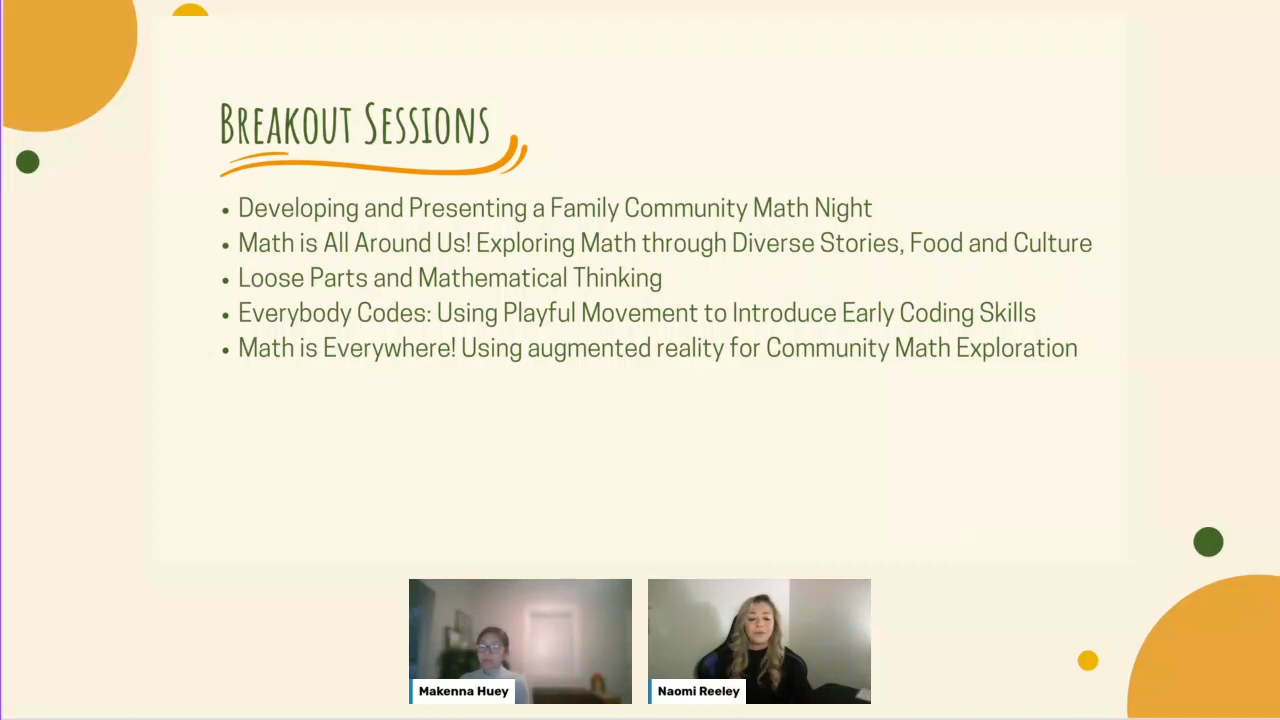 Breakout Sessions
• Developing and Presenting a Family Community Math Night
• Math is All Around Us! Exploring Math through Diverse Stories, Food and Culture
• Loose Parts and Mathematical Thinking
• Everybody Codes: Using Playful Movement to Introduce Early Coding Skills
• Math is Everywhere! Using augmented reality for Community Math Exploration
Makenna Huey
Naomi Reeley